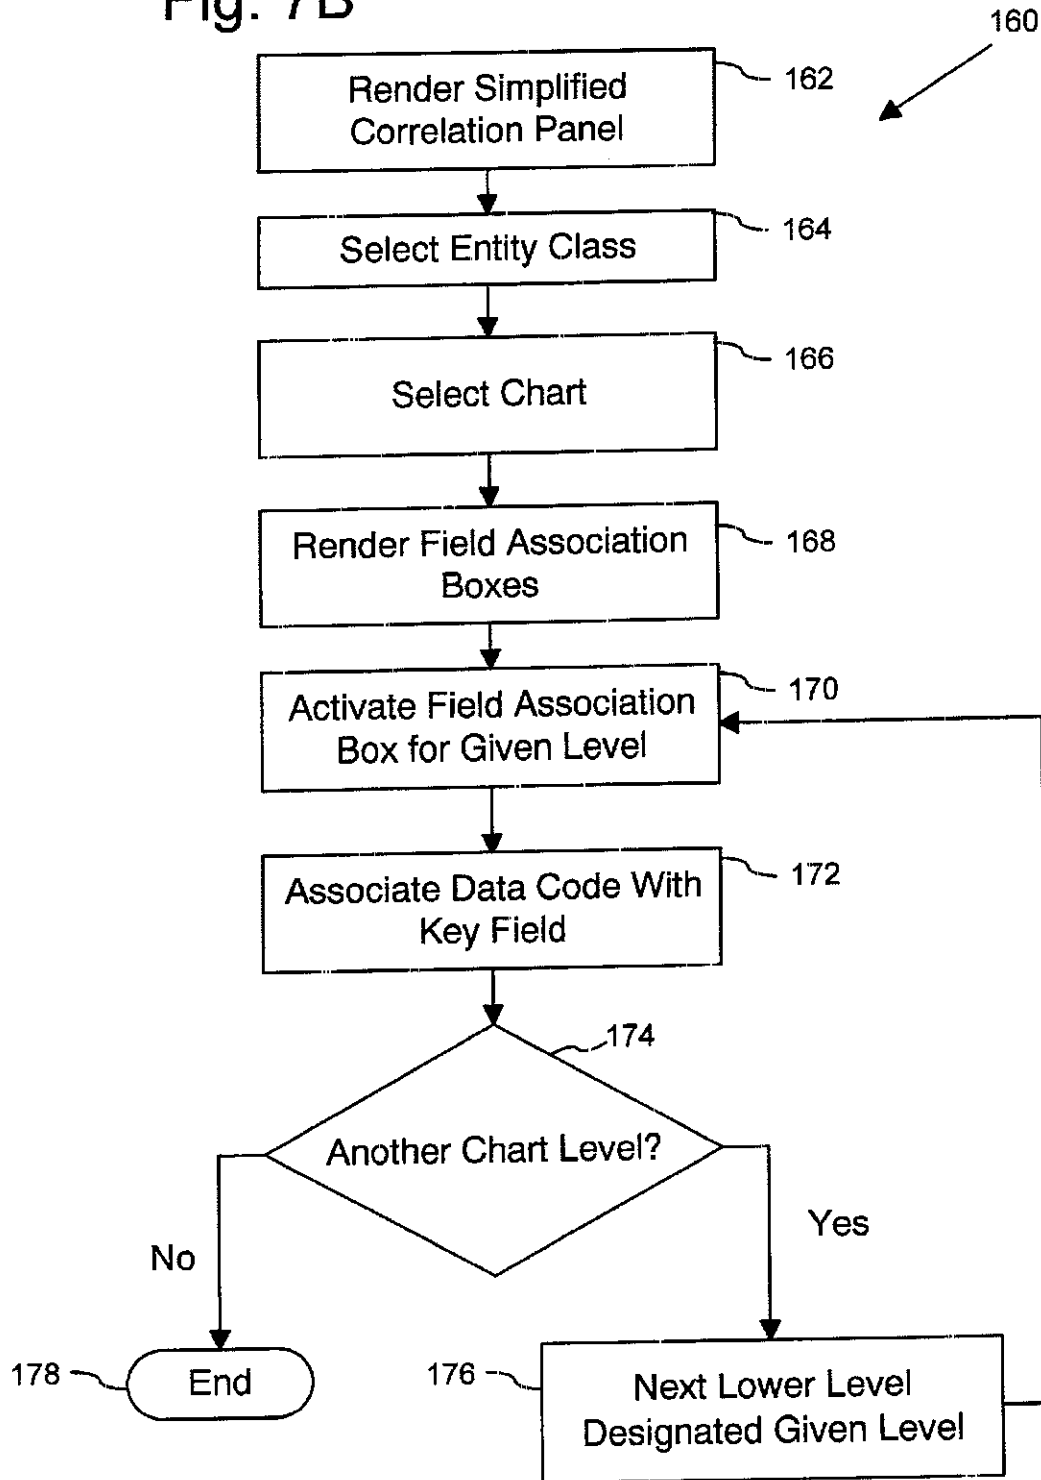 Fig. 7B
160
Render Simplified
Correlation Panel
162
Select Entity Class
164
Select Chart
166
Render Field Association
Boxes
168
Activate Field Association
Box for Given Level
170
Associate Data Code With
Key Field
172
174
Another Chart Level?
No
Yes
178
End
176
Next Lower Level
Designated Given Level